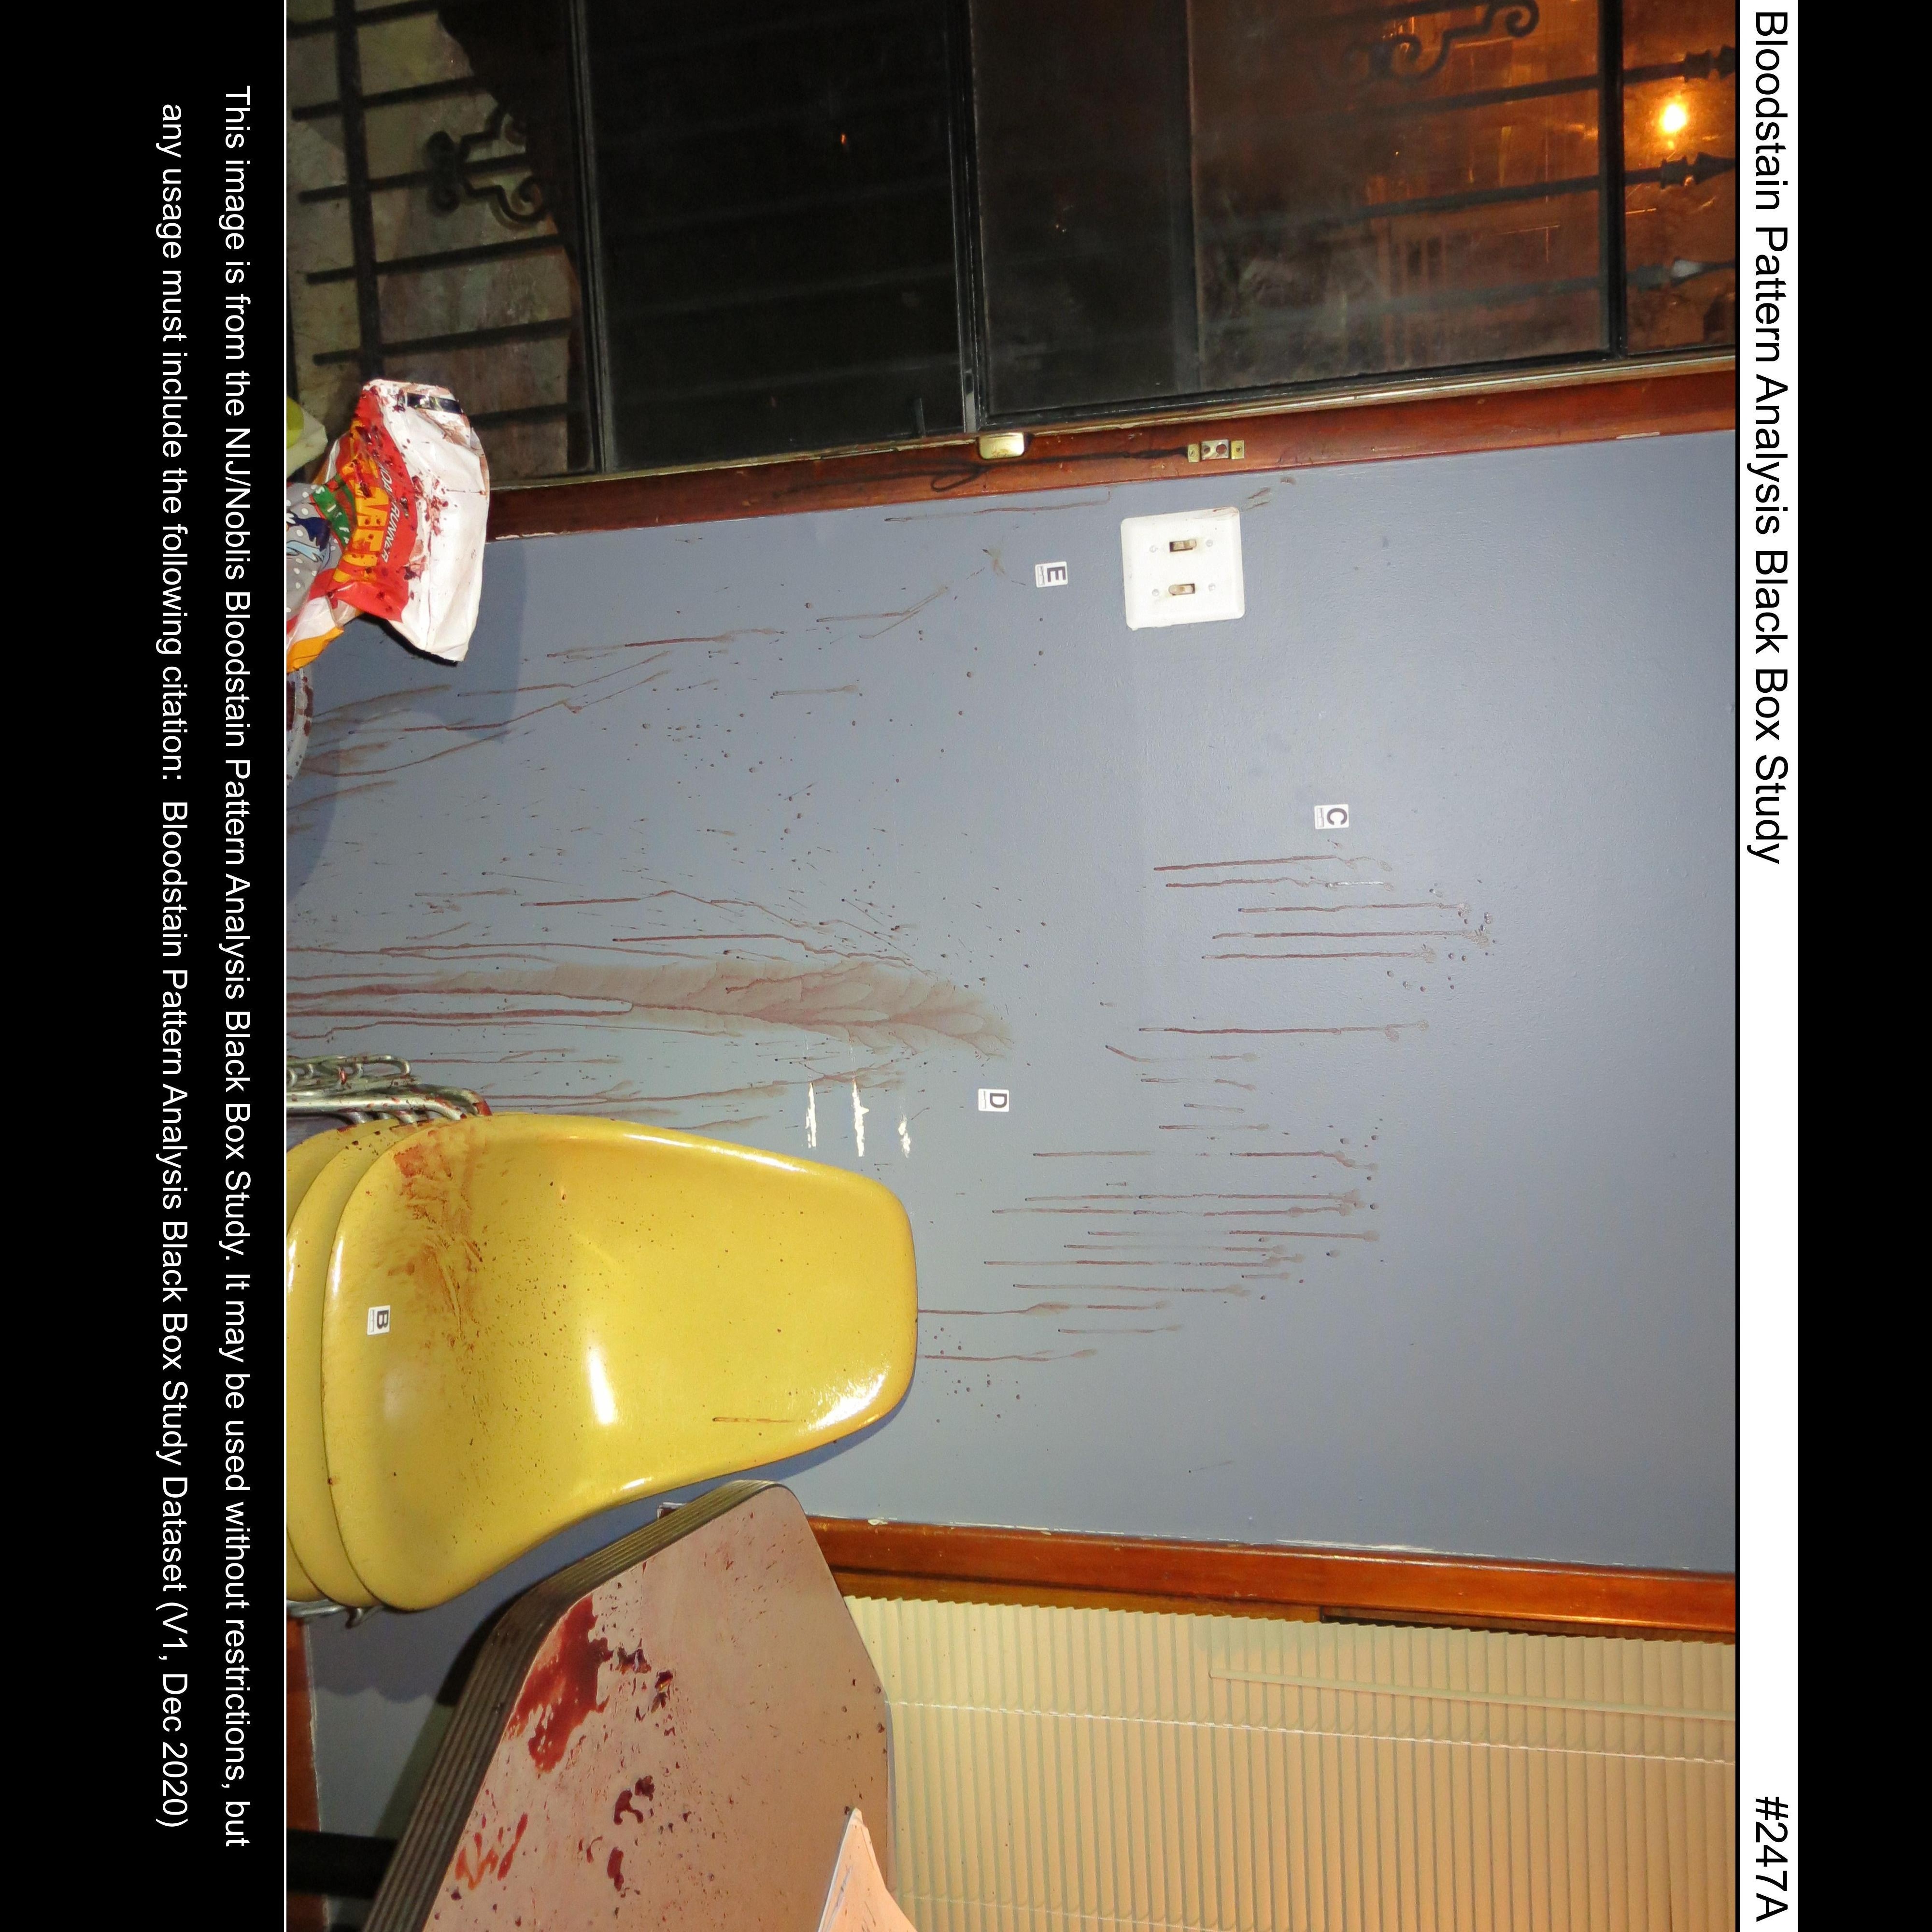 Bloodstain Pattern Analysis Black Box Study #247A
E
C
D
B
RUNNER
This image is from the NIJ/Noblis Bloodstain Pattern Analysis Black Box Study. It may be used without restrictions, but
any usage must include the following citation: Bloodstain Pattern Analysis Black Box Study Dataset (V1, Dec 2020)